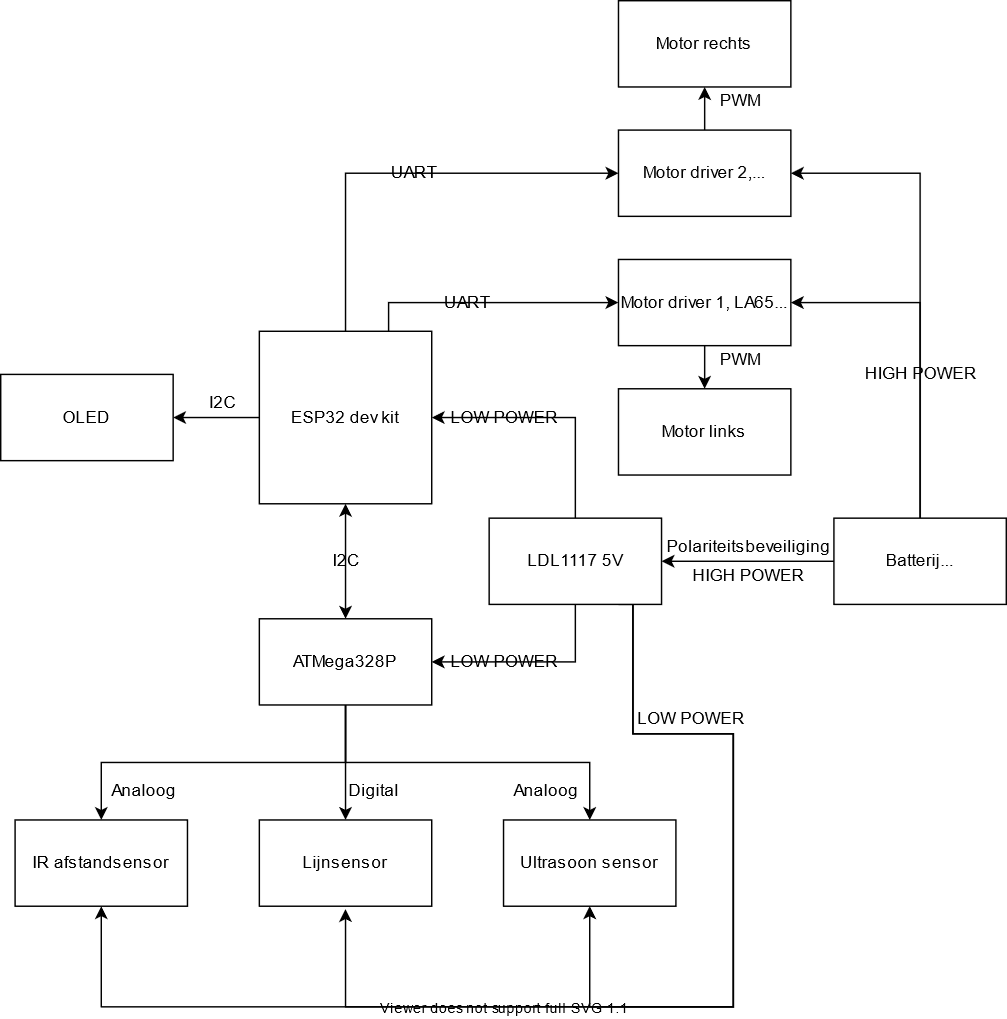 Motor rechts
PWM
UART
Motor driver 2,...
UART
Motor driver 1, LA65...
PWM
HIGH POWER
OLED
I2C
ESP32 dev kit
LOW POWER
Motor links
I2C
LDL1117 5V
Polariteitsbeveiliging
HIGH POWER
Batterij...
ATMega328P
LOW POWER
LOW POWER
Analoog
Digital
Analoog
IR afstandsensor
Lijnsensor
Ultrasoon sensor
Viewer does not support full SVG 1.1